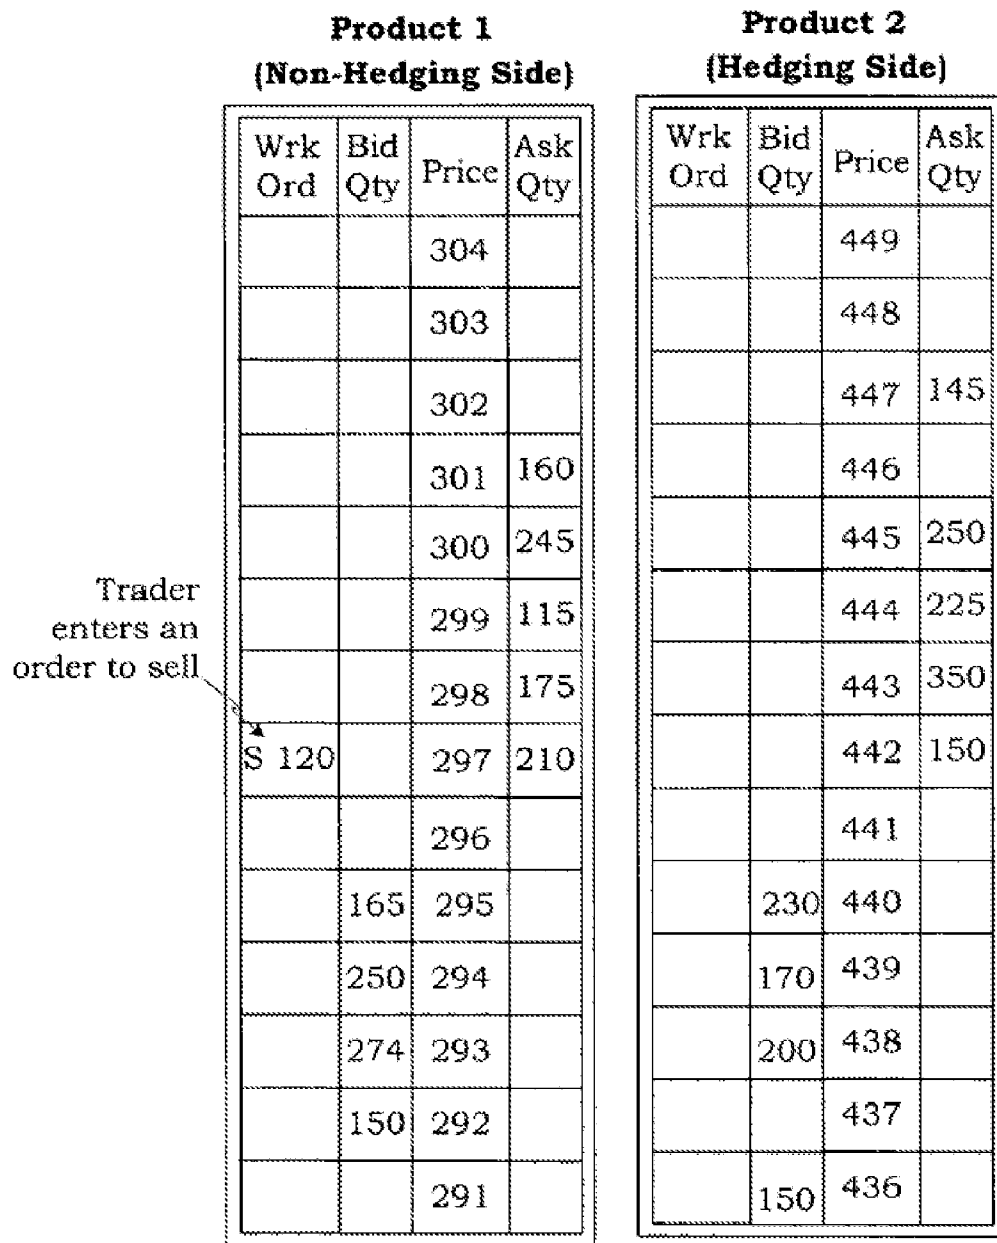 Product 1
(Non-Hedging Side)
Wrk Ord Bid Qty Price Ask Qty
304
303
302
301 160
300 245
299 115
298 175
S 120 297 210
296
165 295
250 294
274 293
150 292
291
Trader
enters an
order to sell
Product 2
(Hedging Side)
Wrk Ord Bid Qty Price Ask Qty
449
448
447 145
446
445 250
444 225
443 350
442 150
441
230 440
170 439
200 438
437
150 436